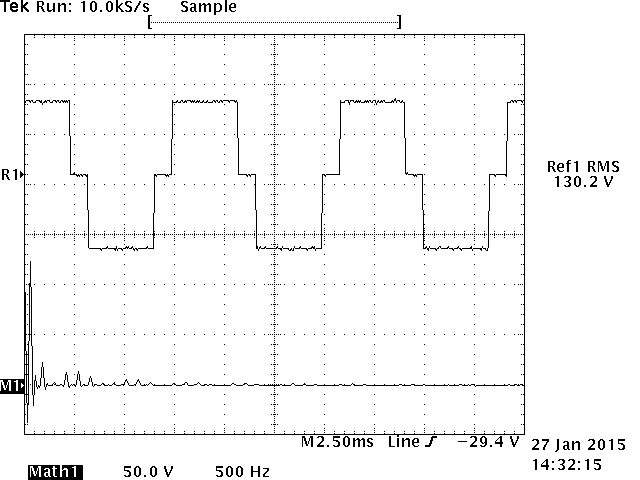 Tek Run: 10.0kS/s Sample
R1
Ref1 RMS
130.2 V
M1
M2.50ms Line -29.4 V
27 Jan 2015
14:32:15
Math1 50.0 V 500 Hz